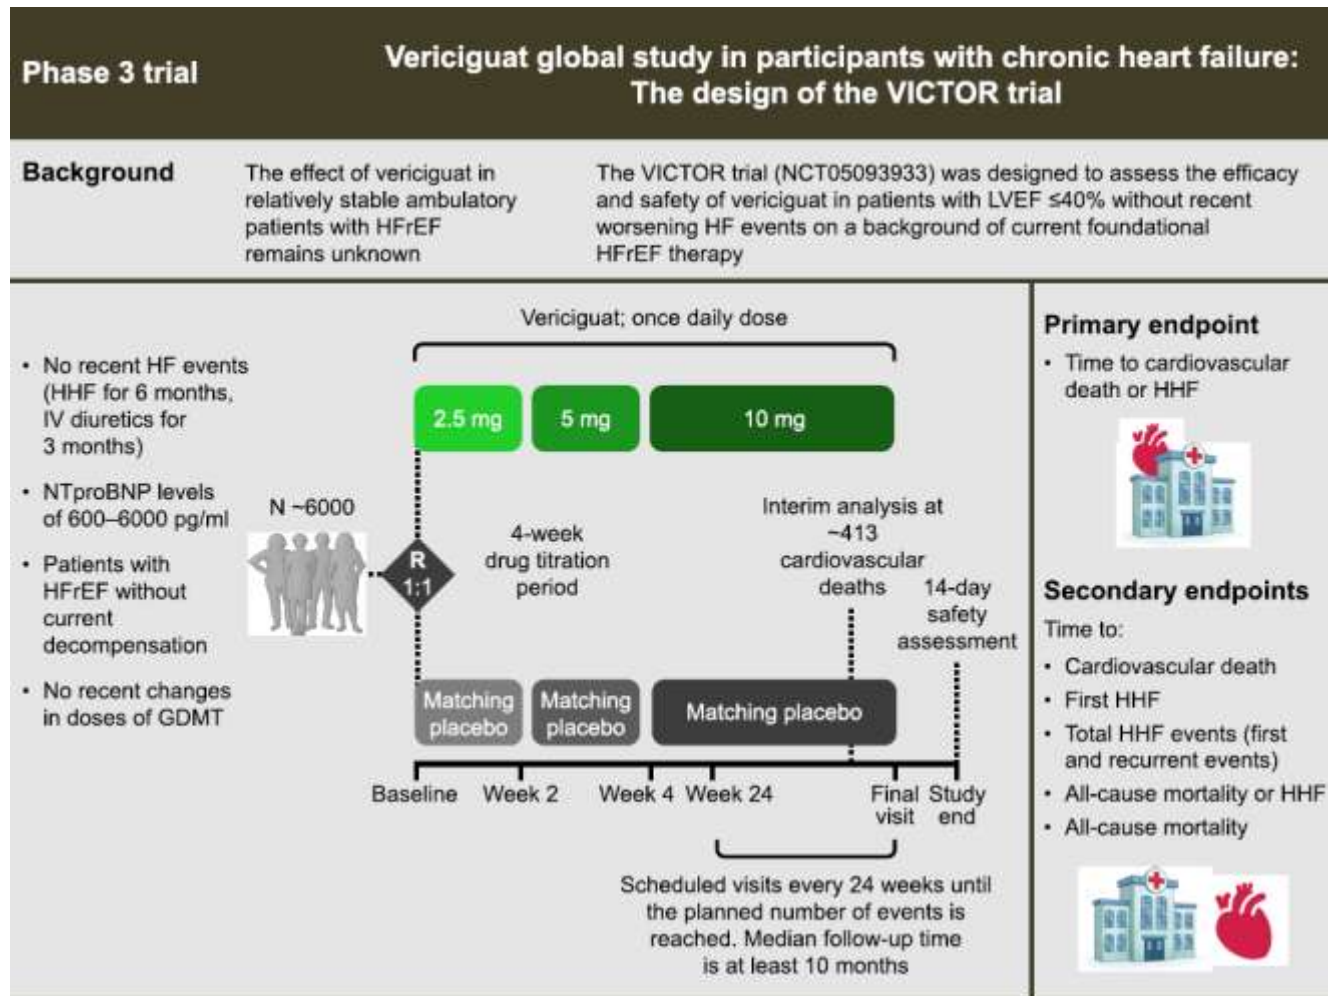 Phase 3 trial
Vericiguat global study in participants with chronic heart failure:
The design of the VICTOR trial
Background
The effect of vericiguat in
relatively stable ambulatory
patients with HFrEF
remains unknown
The VICTOR trial (NCT05093933) was designed to assess the efficacy
and safety of vericiguat in patients with LVEF ≤40% without recent
worsening HF events on a background of current foundational
HFrEF therapy
• No recent HF events
(HHF for 6 months,
IV diuretics for
3 months)
• NTproBNP levels
of 600–6000 pg/ml
• Patients with
HFrEF without
current
decompensation
• No recent changes
in doses of GDMT
N ~6000
R
1:1
Vericiguat; once daily dose
2.5 mg
5 mg
10 mg
4-week
drug titration
period
Interim analysis at
~413
cardiovascular
deaths
14-day
safety
assessment
Matching
placebo
Matching
placebo
Matching placebo
Baseline
Week 2
Week 4
Week 24
Final
visit
Study
end
Scheduled visits every 24 weeks until
the planned number of events is
reached. Median follow-up time
is at least 10 months
Primary endpoint
• Time to cardiovascular
death or HHF
Secondary endpoints
Time to:
• Cardiovascular death
• First HHF
• Total HHF events (first
and recurrent events)
• All-cause mortality or HHF
• All-cause mortality